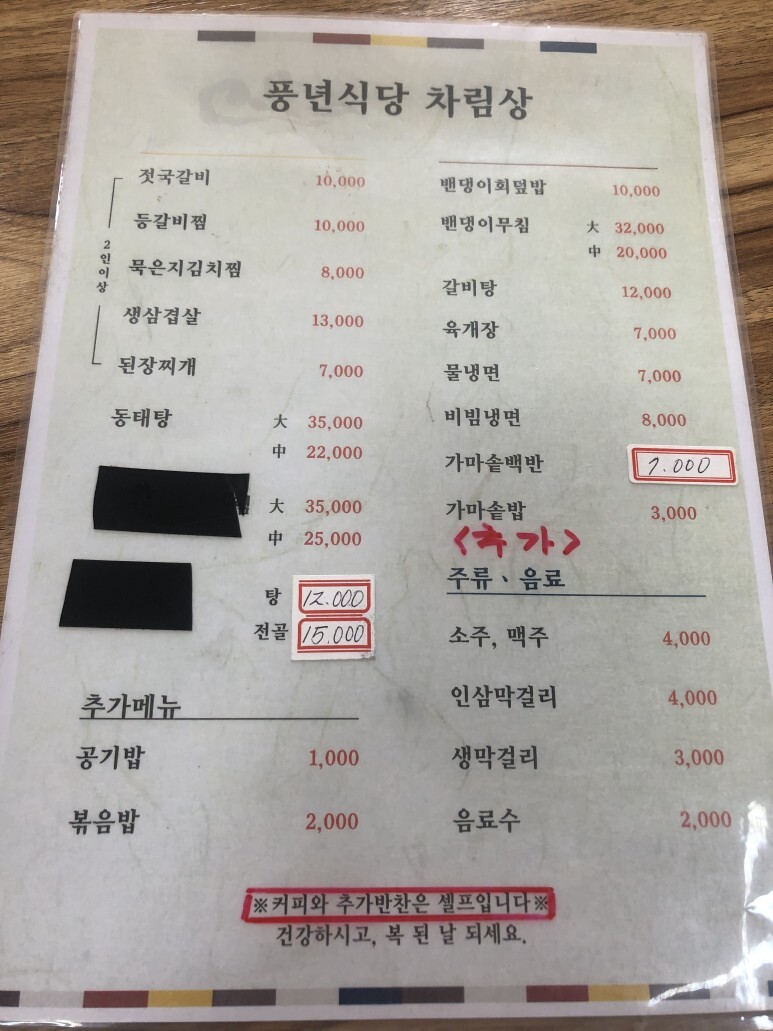 풍년식당 차림상
2인이상
젓국갈비 10,000
등갈비찜 10,000
묵은지김치찜 8,000
생삼겹살 13,000
된장찌개 7,000
동태탕 大 35,000
中 22,000
大 35,000
中 25,000
탕 12.000
전골 15.000
추가메뉴
공기밥 1,000
볶음밥 2,000
밴댕이회덮밥 10,000
밴댕이무침 大 32,000
中 20,000
갈비탕 12,000
육개장 7,000
물냉면 7,000
비빔냉면 8,000
가마솥백반 7.000
가마솥밥 3,000
<추가>
주류、음료
소주, 맥주 4,000
인삼막걸리 4,000
생막걸리 3,000
음료수 2,000
※커피와 추가반찬은 셀프입니다※
건강하시고, 복 된 날 되세요.